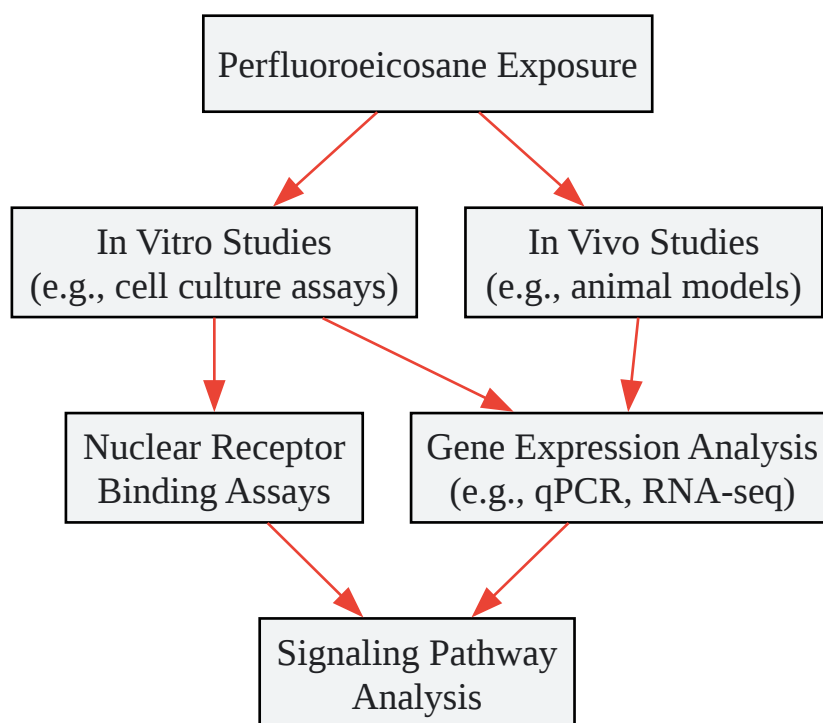 Perfluoroeicosane Exposure
In Vitro Studies
(e.g., cell culture assays)
In Vivo Studies
(e.g., animal models)
Nuclear Receptor
Binding Assays
Gene Expression Analysis
(e.g., qPCR, RNA-seq)
Signaling Pathway
Analysis